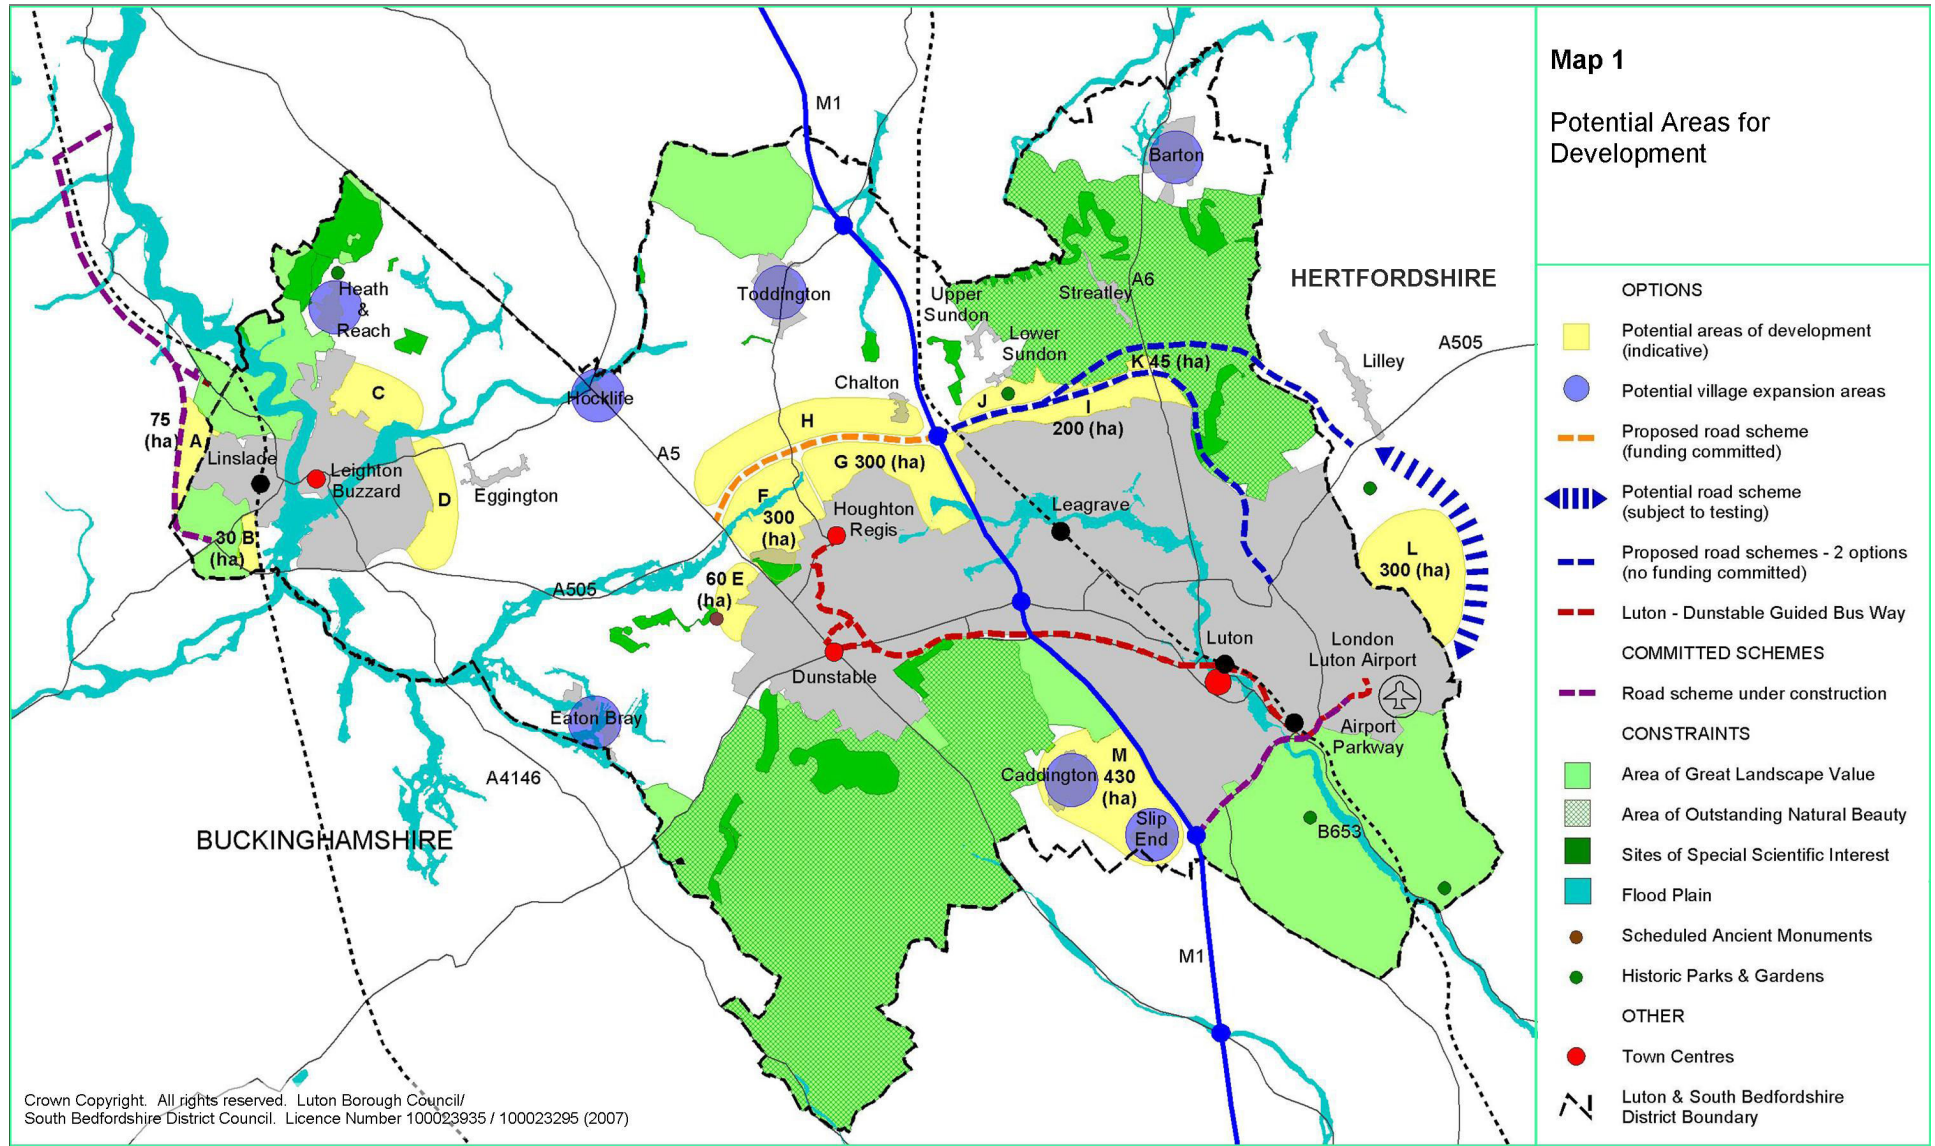 Map 1
Potential Areas for
Development
OPTIONS
Potential areas of development
(indicative)
Potential village expansion areas
Proposed road scheme
(funding committed)
Potential road scheme
(subject to testing)
Proposed road schemes - 2 options
(no funding committed)
Luton - Dunstable Guided Bus Way
COMMITTED SCHEMES
Road scheme under construction
CONSTRAINTS
Area of Great Landscape Value
Area of Outstanding Natural Beauty
Sites of Special Scientific Interest
Flood Plain
Scheduled Ancient Monuments
Historic Parks & Gardens
OTHER
Town Centres
Luton & South Bedfordshire
District Boundary
M1
Barton
HERTFORDSHIRE
A6
Streatley
Upper
Sundon
Lower
Sundon
Toddington
Heath
&
Reach
Hocklife
Chalton
Lilley
A505
K 45 (ha)
J
I
200 (ha)
H
G 300 (ha)
F
300
(ha)
C
75
(ha)
A
Linslade
Leighton
Buzzard
D
Eggington
A5
Houghton
Regis
Leagrave
L
300 (ha)
30 B
(ha)
A505
60 E
(ha)
Luton
London
Luton Airport
Dunstable
Airport
Parkway
Eaton Bray
A4146
Caddington
M
430
(ha)
Slip
End
B653
BUCKINGHAMSHIRE
M1
Crown Copyright. All rights reserved. Luton Borough Council/
South Bedfordshire District Council. Licence Number 100023935 / 100023295 (2007)